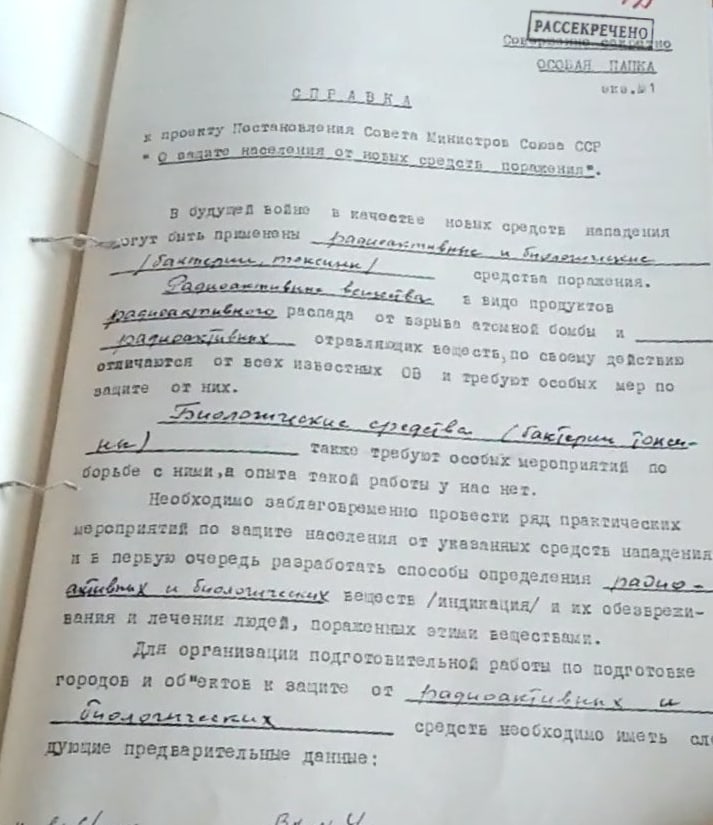 РАССЕКРЕЧЕНО
Совершенно секретно
ОСОБАЯ ПАПКА
экз.№1
СПРАВКА
к проекту Постановления Совета Министров Союза ССР
"О защите населения от новых средств поражения".
В будущей войне в качестве новых средств нападения
могут быть применены радиоактивные и биологические
/бактерии, токсины/ средства поражения.
Радиоактивные вещества в виде продуктов
радиоактивного распада от взрыва атомной бомбы и
радиоактивных отравляющих веществ, по своему действию
отличаются от всех известных ОВ и требуют особых мер по
защите от них.
Биологические средства (бактерии токси-
ны) также требуют особых мероприятий по
борьбе с ними, а опыта такой работы у нас нет.
Необходимо заблаговременно провести ряд практических
мероприятий по защите населения от указанных средств нападения
и в первую очередь разработать способы определения радио-
активных и биологических веществ /индикация/ и их обезврежи-
вания и лечения людей, пораженных этими веществами.
Для организации подготовительной работы по подготовке
городов и об"ектов к защите от радиоактивных и
биологических средств необходимо иметь сле
дующие предварительные данные: